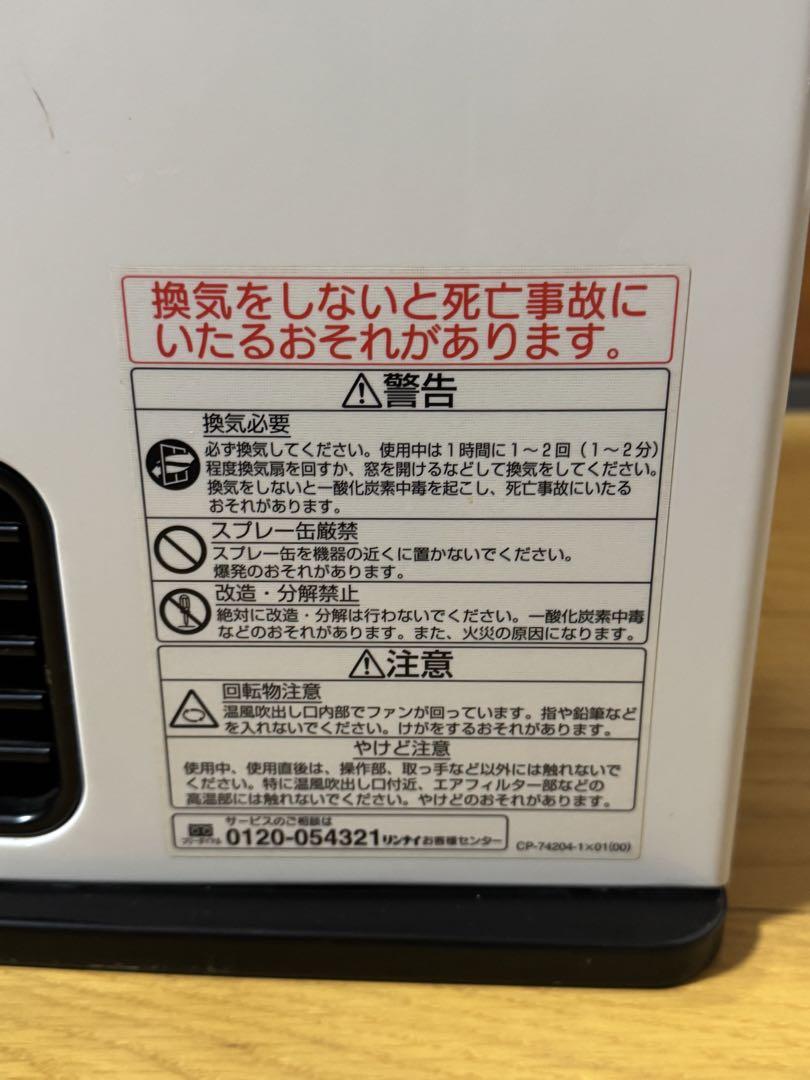 換気をしないと死亡事故に
いたるおそれがあります。
警告
換気必要
必ず換気してください。使用中は1時間に1～2回（1～2分）
程度換気扇を回すか、窓を開けるなどして換気をしてください。
換気をしないと一酸化炭素中毒を起こし、死亡事故にいたる
おそれがあります。
スプレー缶厳禁
スプレー缶を機器の近くに置かないでください。
爆発のおそれがあります。
改造・分解禁止
絶対に改造・分解は行わないでください。一酸化炭素中毒
などのおそれがあります。また、火災の原因になります。
注意
回転物注意
温風吹出し口内部でファンが回っています。指や鉛筆など
を入れないでください。けがをするおそれがあります。
やけど注意
使用中、使用直後は、操作部、取っ手など以外には触れないで
ください。特に温風吹出し口付近、エアフィルター部などの
高温部には触れないでください。やけどのおそれがあります。
サービスのご相談は
フリーダイヤル 0120-054321 リンナイお客様センター
CP-74204-1×01(00)